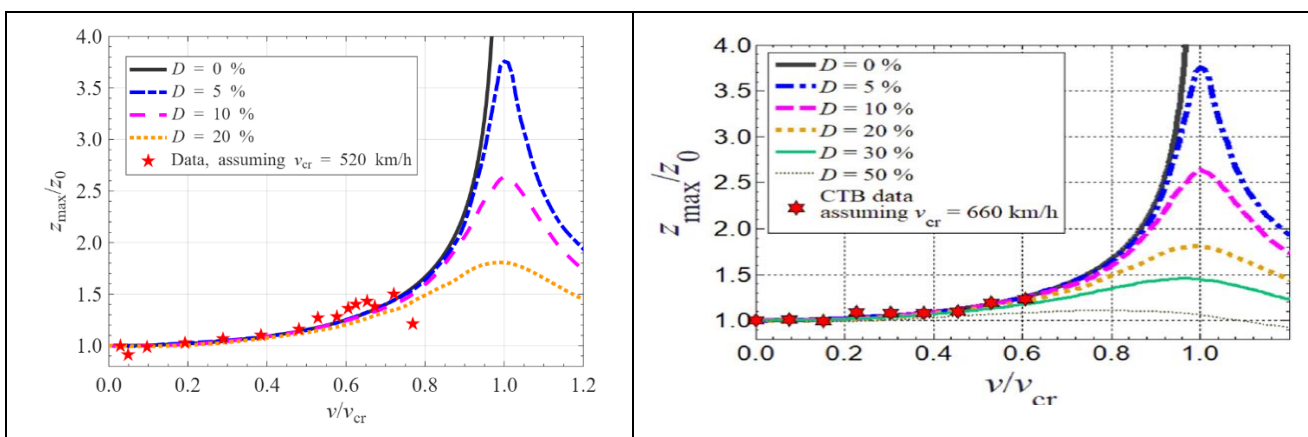 4.0
3.5
3.0
2.5
2.0
1.5
1.0
z_max/z_0
D = 0 %
D = 5 %
D = 10 %
D = 20 %
Data, assuming v_cr = 520 km/h
0.0 0.2 0.4 0.6 0.8 1.0 1.2
v/v_cr
4.0
3.5
3.0
2.5
2.0
1.5
1.0
z_max/z_0
D = 0 %
D = 5 %
D = 10 %
D = 20 %
D = 30 %
D = 50 %
CTB data
assuming v_cr = 660 km/h
0.0 0.2 0.4 0.6 0.8 1.0
v/v_cr